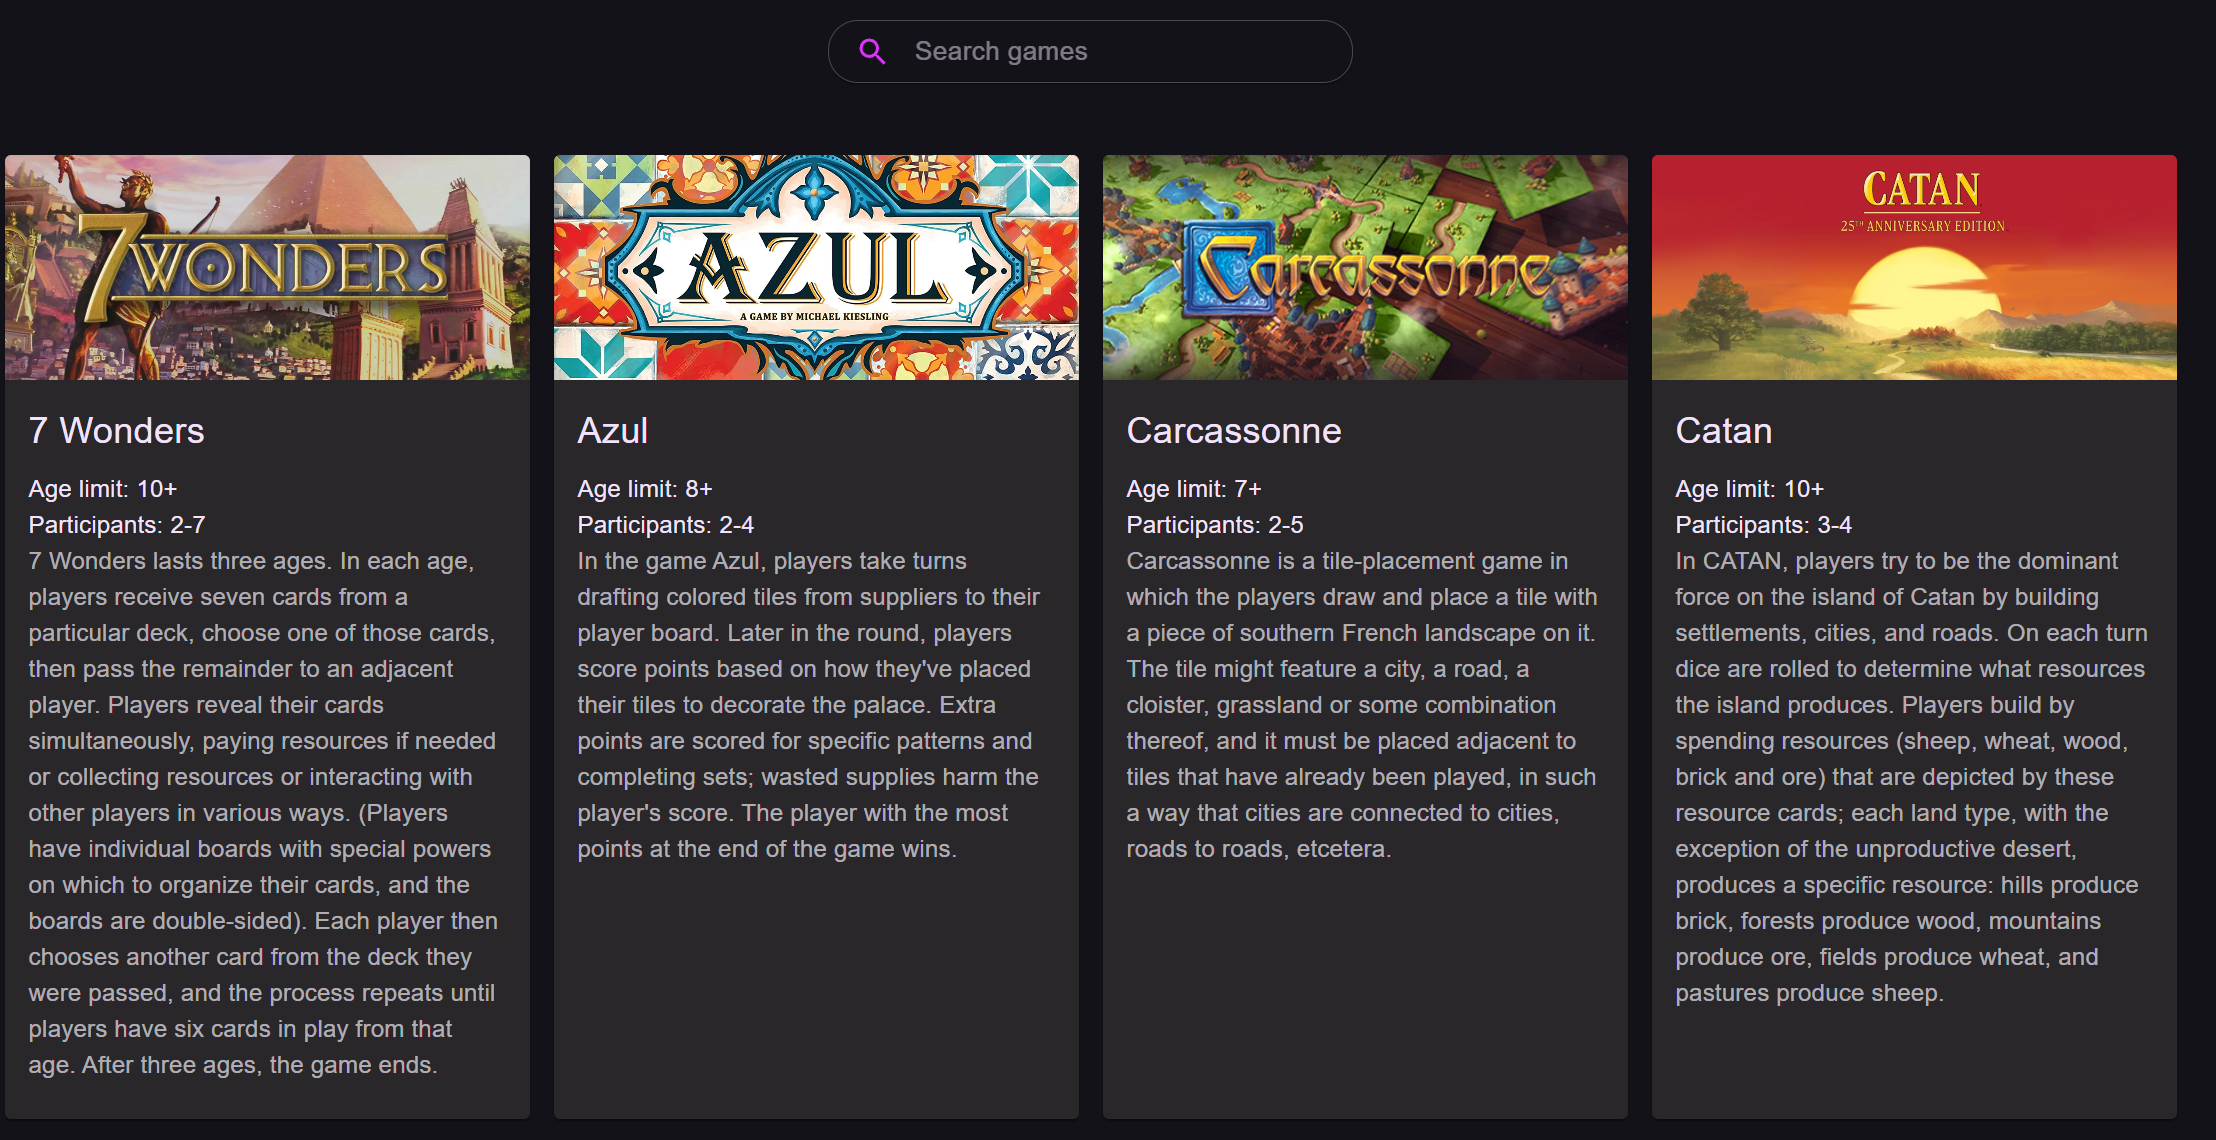 Search games
7 WONDERS
AZUL
A GAME BY MICHAEL KIESLING
Carcassonne
CATAN
25TH ANNIVERSARY EDITION
7 Wonders
Age limit: 10+
Participants: 2-7
7 Wonders lasts three ages. In each age,
players receive seven cards from a
particular deck, choose one of those cards,
then pass the remainder to an adjacent
player. Players reveal their cards
simultaneously, paying resources if needed
or collecting resources or interacting with
other players in various ways. (Players
have individual boards with special powers
on which to organize their cards, and the
boards are double-sided). Each player then
chooses another card from the deck they
were passed, and the process repeats until
players have six cards in play from that
age. After three ages, the game ends.
Azul
Age limit: 8+
Participants: 2-4
In the game Azul, players take turns
drafting colored tiles from suppliers to their
player board. Later in the round, players
score points based on how they've placed
their tiles to decorate the palace. Extra
points are scored for specific patterns and
completing sets; wasted supplies harm the
player's score. The player with the most
points at the end of the game wins.
Carcassonne
Age limit: 7+
Participants: 2-5
Carcassonne is a tile-placement game in
which the players draw and place a tile with
a piece of southern French landscape on it.
The tile might feature a city, a road, a
cloister, grassland or some combination
thereof, and it must be placed adjacent to
tiles that have already been played, in such
a way that cities are connected to cities,
roads to roads, etcetera.
Catan
Age limit: 10+
Participants: 3-4
In CATAN, players try to be the dominant
force on the island of Catan by building
settlements, cities, and roads. On each turn
dice are rolled to determine what resources
the island produces. Players build by
spending resources (sheep, wheat, wood,
brick and ore) that are depicted by these
resource cards; each land type, with the
exception of the unproductive desert,
produces a specific resource: hills produce
brick, forests produce wood, mountains
produce ore, fields produce wheat, and
pastures produce sheep.